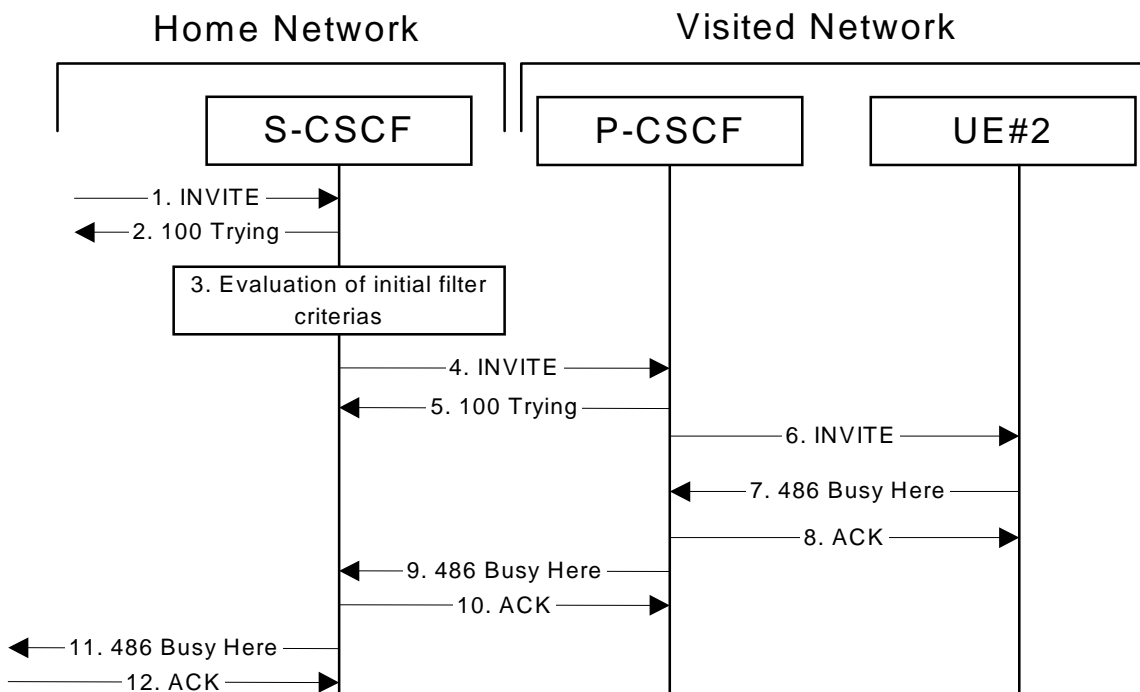 Home Network
Visited Network
S-CSCF
P-CSCF
UE#2
1. INVITE
2. 100 Trying
3. Evaluation of initial filter
criterias
4. INVITE
5. 100 Trying
6. INVITE
7. 486 Busy Here
8. ACK
9. 486 Busy Here
10. ACK
11. 486 Busy Here
12. ACK